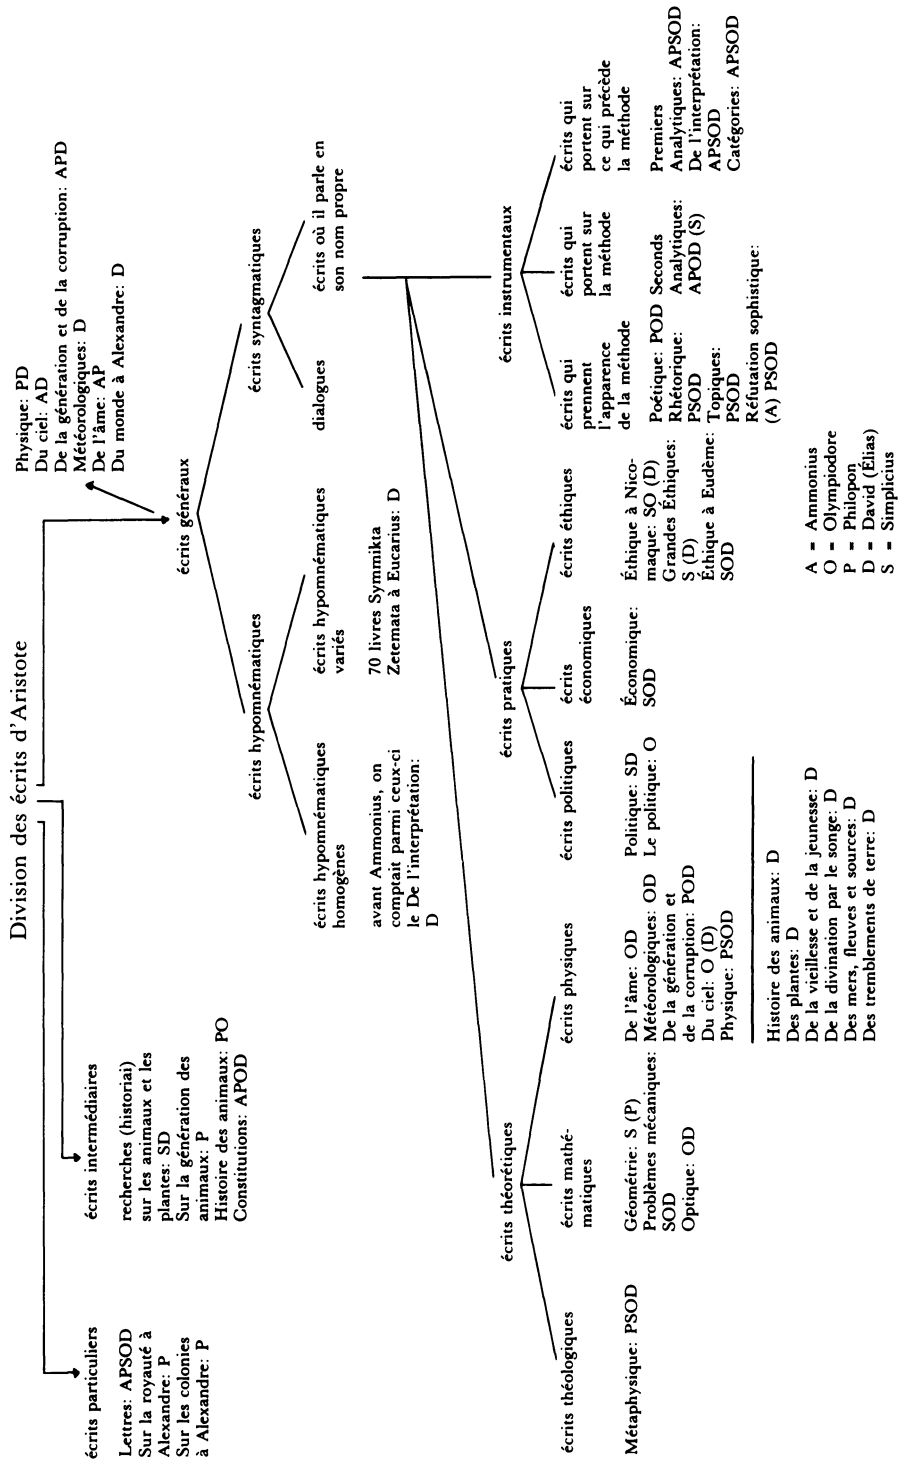 Division des écrits d'Aristote
écrits particuliers
Lettres: APSOD
Sur la royauté à
Alexandre: P
Sur les colonies
à Alexandre: P
écrits intermédiaires
recherches (historiai)
sur les animaux et les
plantes: SD
Sur la génération des
animaux: P
Histoire des animaux: PO
Constitutions: APOD
écrits généraux
Physique: PD
Du ciel: AD
De la génération et de la corruption: APD
Météorologiques: D
De l'âme: AP
Du monde à Alexandre: D
écrits hypomnématiques
écrits syntagmatiques
écrits hypomnématiques
homogènes
avant Ammonius, on
comptait parmi ceux-ci
le De l'interprétation:
D
écrits hypomnématiques
variés
70 livres Symmikta
Zetemata à Eucarius: D
dialogues
écrits où il parle en
son nom propre
écrits théorétiques
écrits pratiques
écrits instrumentaux
écrits théologiques
Métaphysique: PSOD
écrits mathé-
matiques
Géométrie: S (P)
Problèmes mécaniques:
SOD
Optique: OD
écrits physiques
De l'âme: OD
Météorologiques: OD
De la génération et
de la corruption: POD
Du ciel: O (D)
Physique: PSOD
Histoire des animaux: D
Des plantes: D
De la vieillesse et de la jeunesse: D
De la divination par le songe: D
Des mers, fleuves et sources: D
Des tremblements de terre: D
écrits politiques
Politique: SD
Le politique: O
écrits
économiques
Économique:
SOD
écrits éthiques
Éthique à Nico-
maque: SO (D)
Grandes Éthiques:
S (D)
Éthique à Eudème:
SOD
écrits qui
prennent
l'apparence
de la méthode
Poétique: POD
Rhétorique:
PSOD
Topiques:
PSOD
Réfutation sophistique:
(A) PSOD
écrits qui
portent sur
la méthode
Seconds
Analytiques:
APOD (S)
écrits qui
portent sur
ce qui précède
la méthode
Premiers
Analytiques: APSOD
De l'interprétation:
APSOD
Catégories: APSOD
A = Ammonius
O = Olympiodore
P = Philopon
D = David (Élias)
S = Simplicius